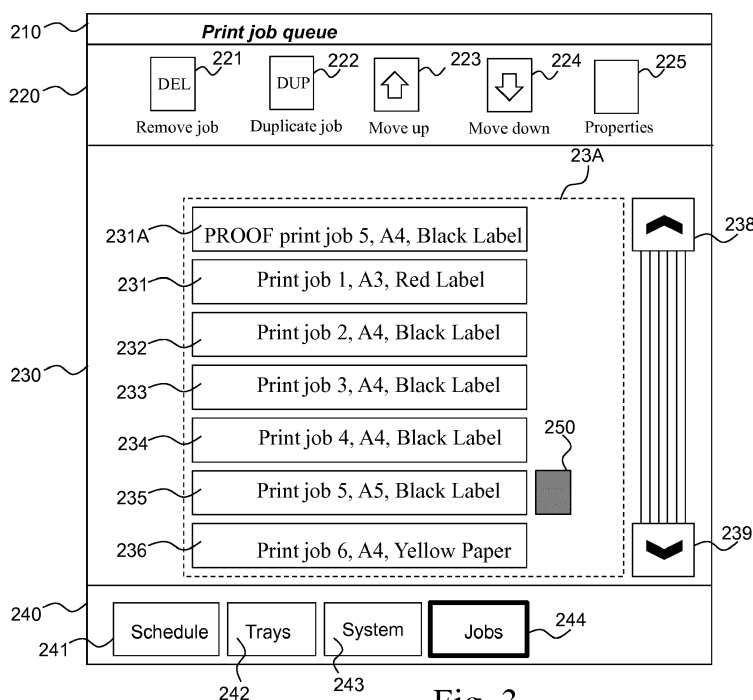 210
Print job queue
220
DEL
221
DUP
222
223
224
225
Remove job
Duplicate job
Move up
Move down
Properties
23A
231A
PROOF print job 5, A4, Black Label
238
231
Print job 1, A3, Red Label
232
Print job 2, A4, Black Label
230
233
Print job 3, A4, Black Label
234
Print job 4, A4, Black Label
250
235
Print job 5, A5, Black Label
236
Print job 6, A4, Yellow Paper
239
240
241
Schedule
Trays
System
Jobs
244
242
243